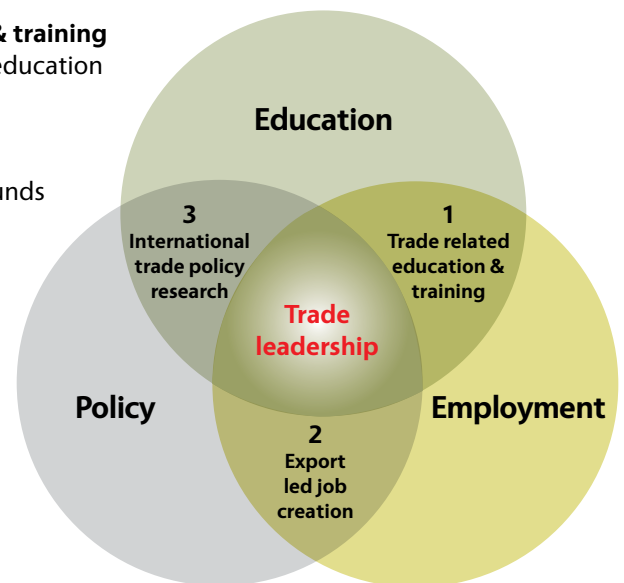 & training
education
unds
Education
3
International
trade policy
research
1
Trade related
education &
training
Trade
leadership
Policy
Employment
2
Export
led job
creation